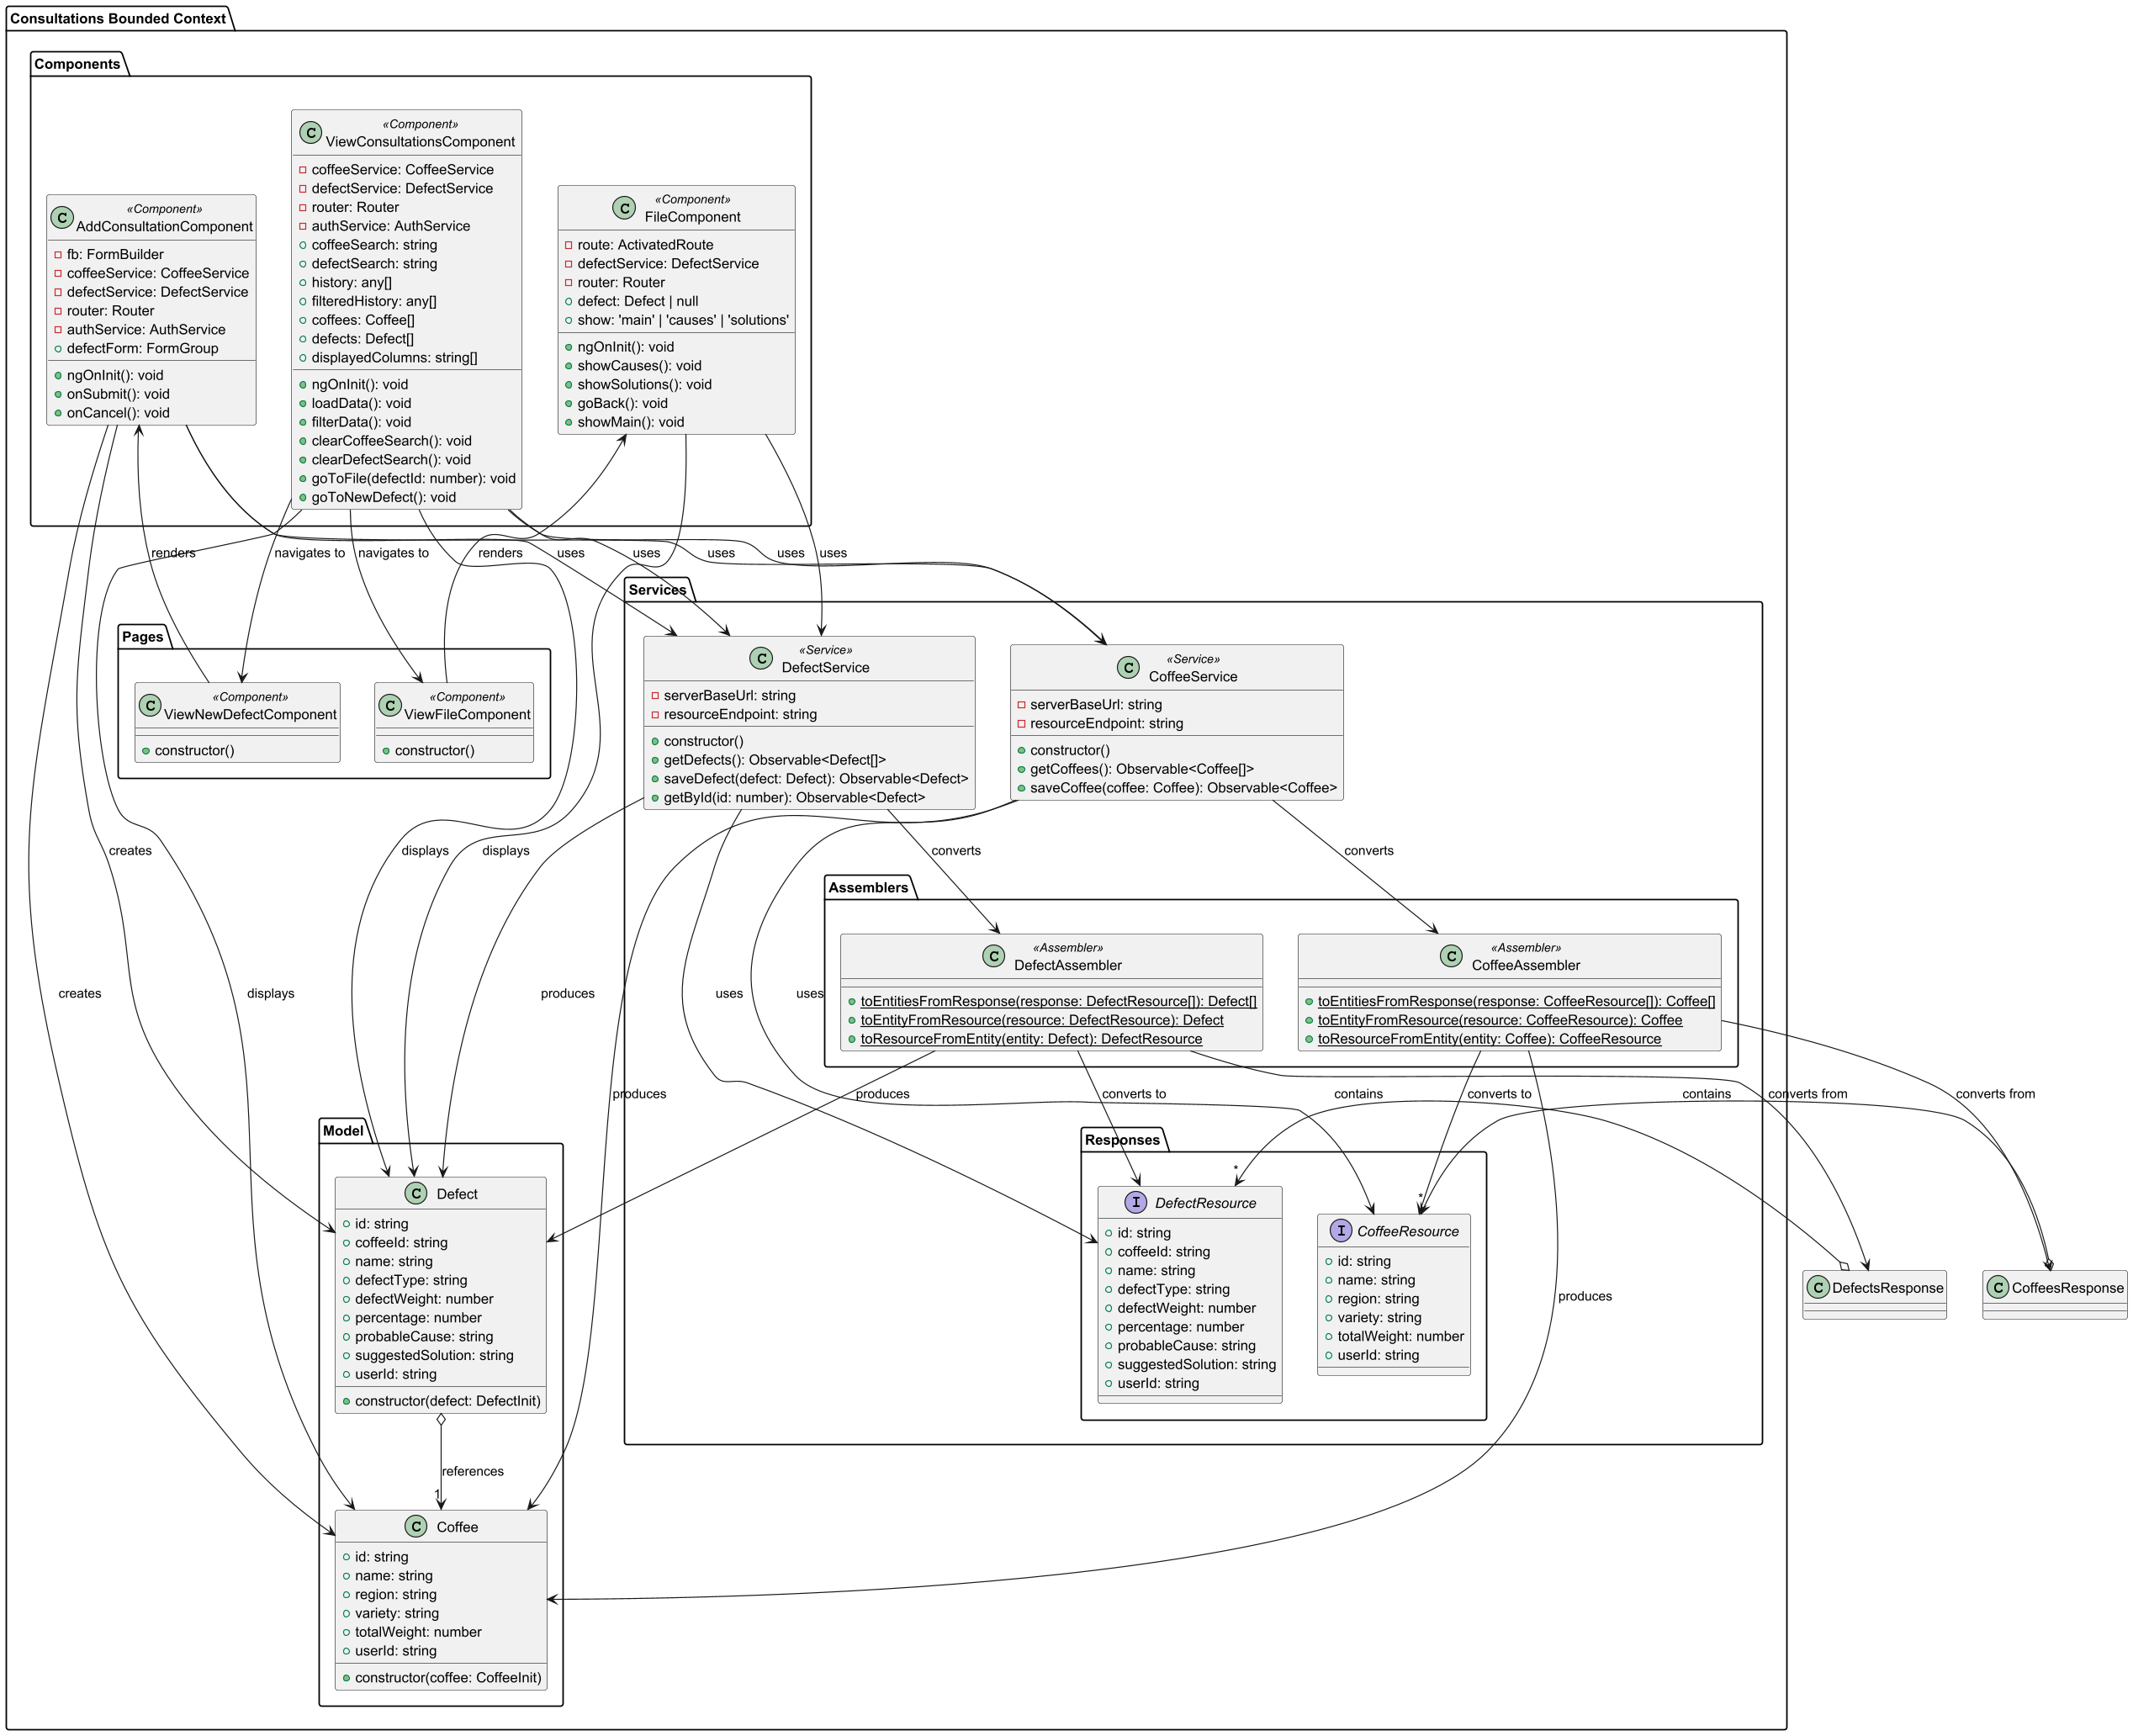 Consultations Bounded Context
Components
«Component»
AddConsultationComponent
fb: FormBuilder
coffeeService: CoffeeService
defectService: DefectService
router: Router
authService: AuthService
defectForm: FormGroup
ngOnInit(): void
onSubmit(): void
onCancel(): void
«Component»
ViewConsultationsComponent
coffeeService: CoffeeService
defectService: DefectService
router: Router
authService: AuthService
coffeeSearch: string
defectSearch: string
history: any[]
filteredHistory: any[]
coffees: Coffee[]
defects: Defect[]
displayedColumns: string[]
ngOnInit(): void
loadData(): void
filterData(): void
clearCoffeeSearch(): void
clearDefectSearch(): void
goToFile(defectId: number): void
goToNewDefect(): void
«Component»
FileComponent
route: ActivatedRoute
defectService: DefectService
router: Router
defect: Defect | null
show: 'main' | 'causes' | 'solutions'
ngOnInit(): void
showCauses(): void
showSolutions(): void
goBack(): void
showMain(): void
renders
navigates to
navigates to
renders
uses
uses
uses
uses
uses
Pages
«Component»
ViewNewDefectComponent
constructor()
«Component»
ViewFileComponent
constructor()
Services
«Service»
DefectService
serverBaseUrl: string
resourceEndpoint: string
constructor()
getDefects(): Observable<Defect[]>
saveDefect(defect: Defect): Observable<Defect>
getById(id: number): Observable<Defect>
«Service»
CoffeeService
serverBaseUrl: string
resourceEndpoint: string
constructor()
getCoffees(): Observable<Coffee[]>
saveCoffee(coffee: Coffee): Observable<Coffee>
creates
displays
displays
converts
converts
Assemblers
«Assembler»
DefectAssembler
toEntitiesFromResponse(response: DefectResource[]): Defect[]
toEntityFromResource(resource: DefectResource): Defect
toResourceFromEntity(entity: Defect): DefectResource
«Assembler»
CoffeeAssembler
toEntitiesFromResponse(response: CoffeeResource[]): Coffee[]
toEntityFromResource(resource: CoffeeResource): Coffee
toResourceFromEntity(entity: Coffee): CoffeeResource
creates
displays
produces
uses
uses
produces
produces
converts to
contains
converts to
contains
converts from
converts from
Model
Defect
id: string
coffeeId: string
name: string
defectType: string
defectWeight: number
percentage: number
probableCause: string
suggestedSolution: string
userId: string
constructor(defect: DefectInit)
Responses
*
*
DefectResource
id: string
coffeeId: string
name: string
defectType: string
defectWeight: number
percentage: number
probableCause: string
suggestedSolution: string
userId: string
CoffeeResource
id: string
name: string
region: string
variety: string
totalWeight: number
userId: string
produces
DefectsResponse
CoffeesResponse
references
1
Coffee
id: string
name: string
region: string
variety: string
totalWeight: number
userId: string
constructor(coffee: CoffeeInit)